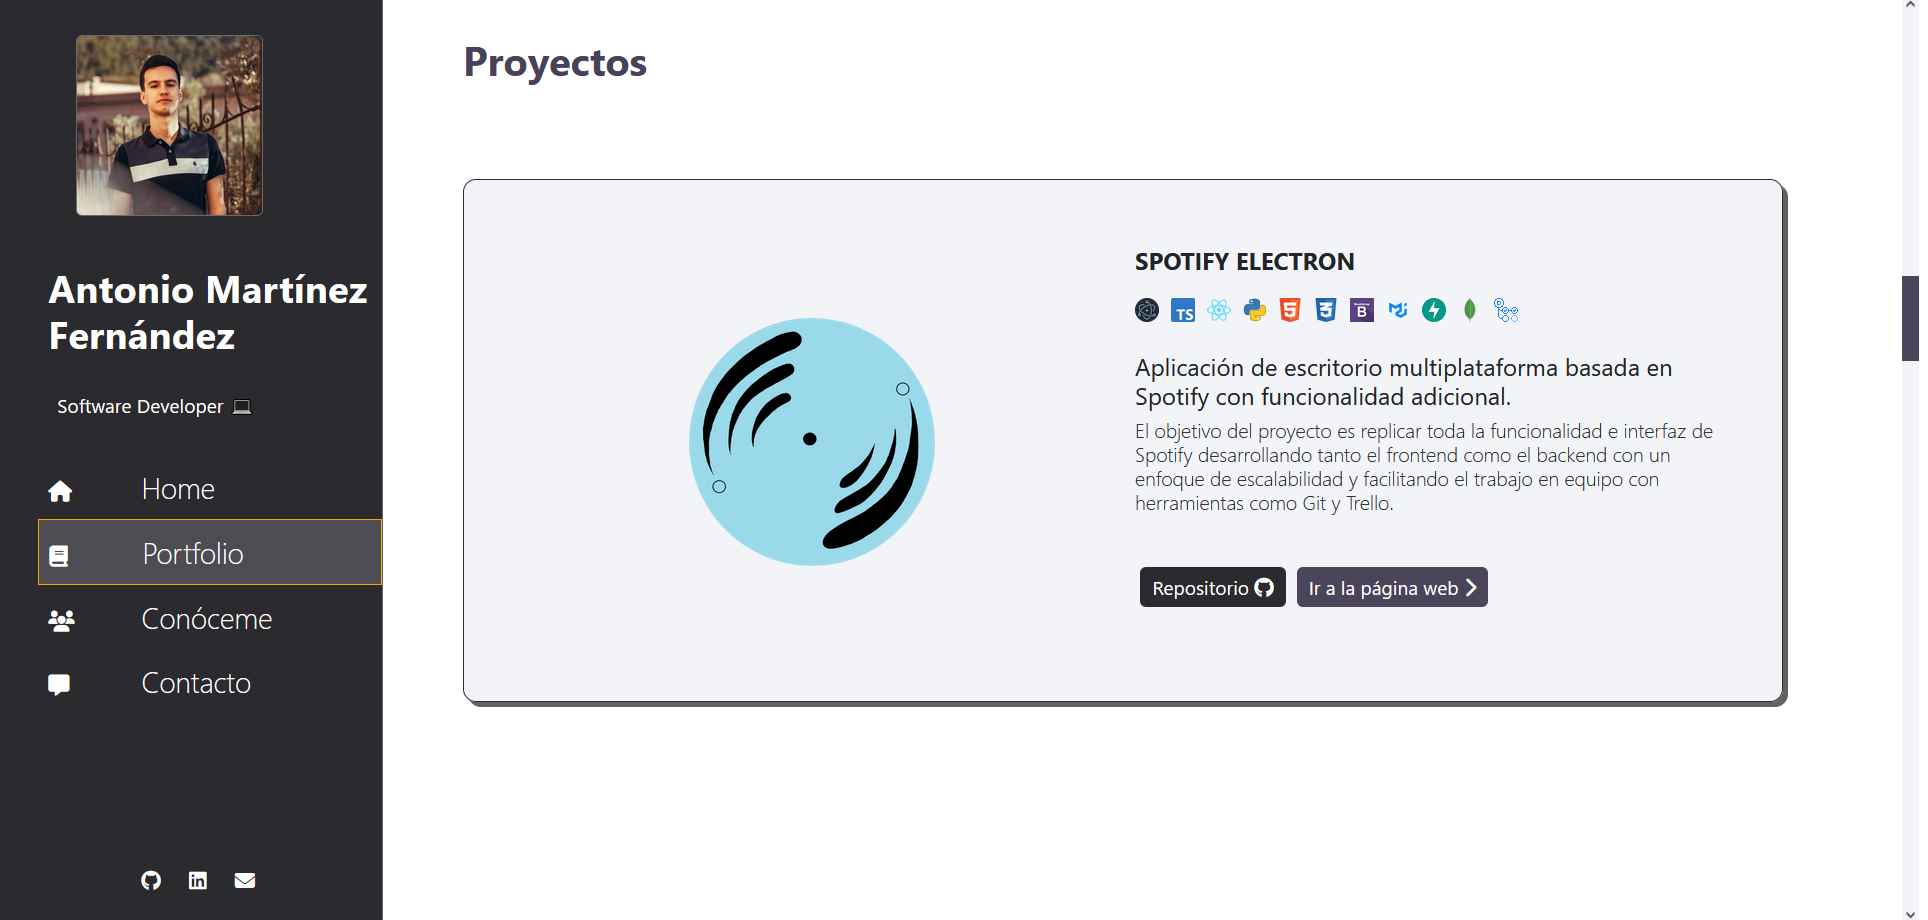 Antonio Martínez
Fernández
Software Developer
Home
Portfolio
Conóceme
Contacto
Proyectos
SPOTIFY ELECTRON
Aplicación de escritorio multiplataforma basada en
Spotify con funcionalidad adicional.
El objetivo del proyecto es replicar toda la funcionalidad e interfaz de
Spotify desarrollando tanto el frontend como el backend con un
enfoque de escalabilidad y facilitando el trabajo en equipo con
herramientas como Git y Trello.
Repositorio
Ir a la página web